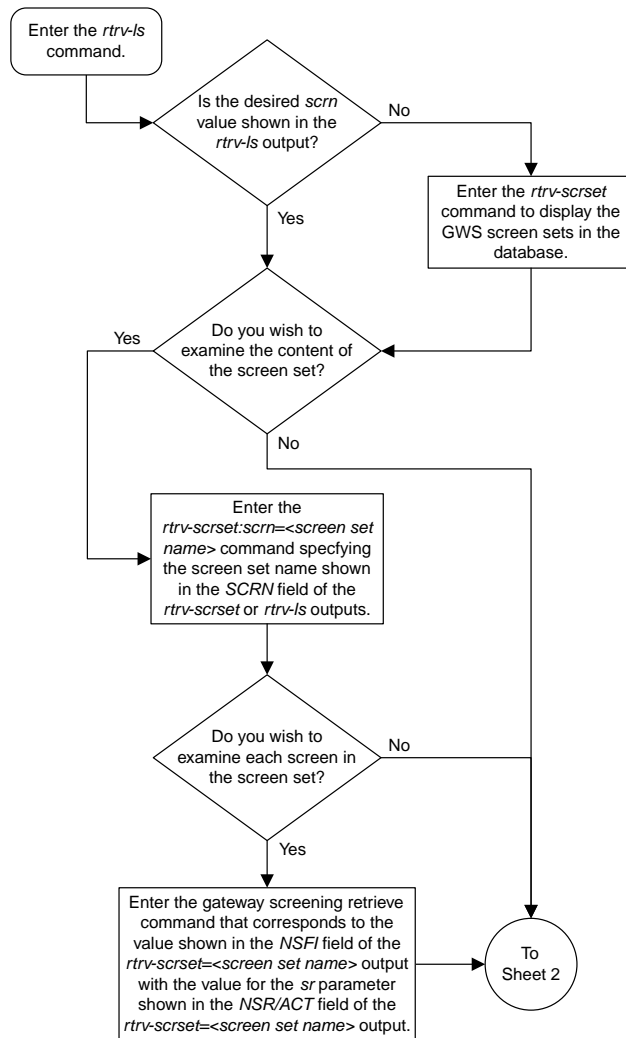 Enter the rtrv-ls
command.
Is the desired scrn
value shown in the
rtrv-ls output?
No
Yes
Enter the rtrv-scrset
command to display the
GWS screen sets in the
database.
Do you wish to
examine the content of
the screen set?
Yes
No
Enter the
rtrv-scrset:scrn=<screen set
name> command specfying
the screen set name shown
in the SCRN field of the
rtrv-scrset or rtrv-ls outputs.
Do you wish to
examine each screen in
the screen set?
No
Yes
Enter the gateway screening retrieve
command that corresponds to the
value shown in the NSFI field of the
rtrv-scrset=<screen set name> output
with the value for the sr parameter
shown in the NSR/ACT field of the
rtrv-scrset=<screen set name> output.
To
Sheet 2